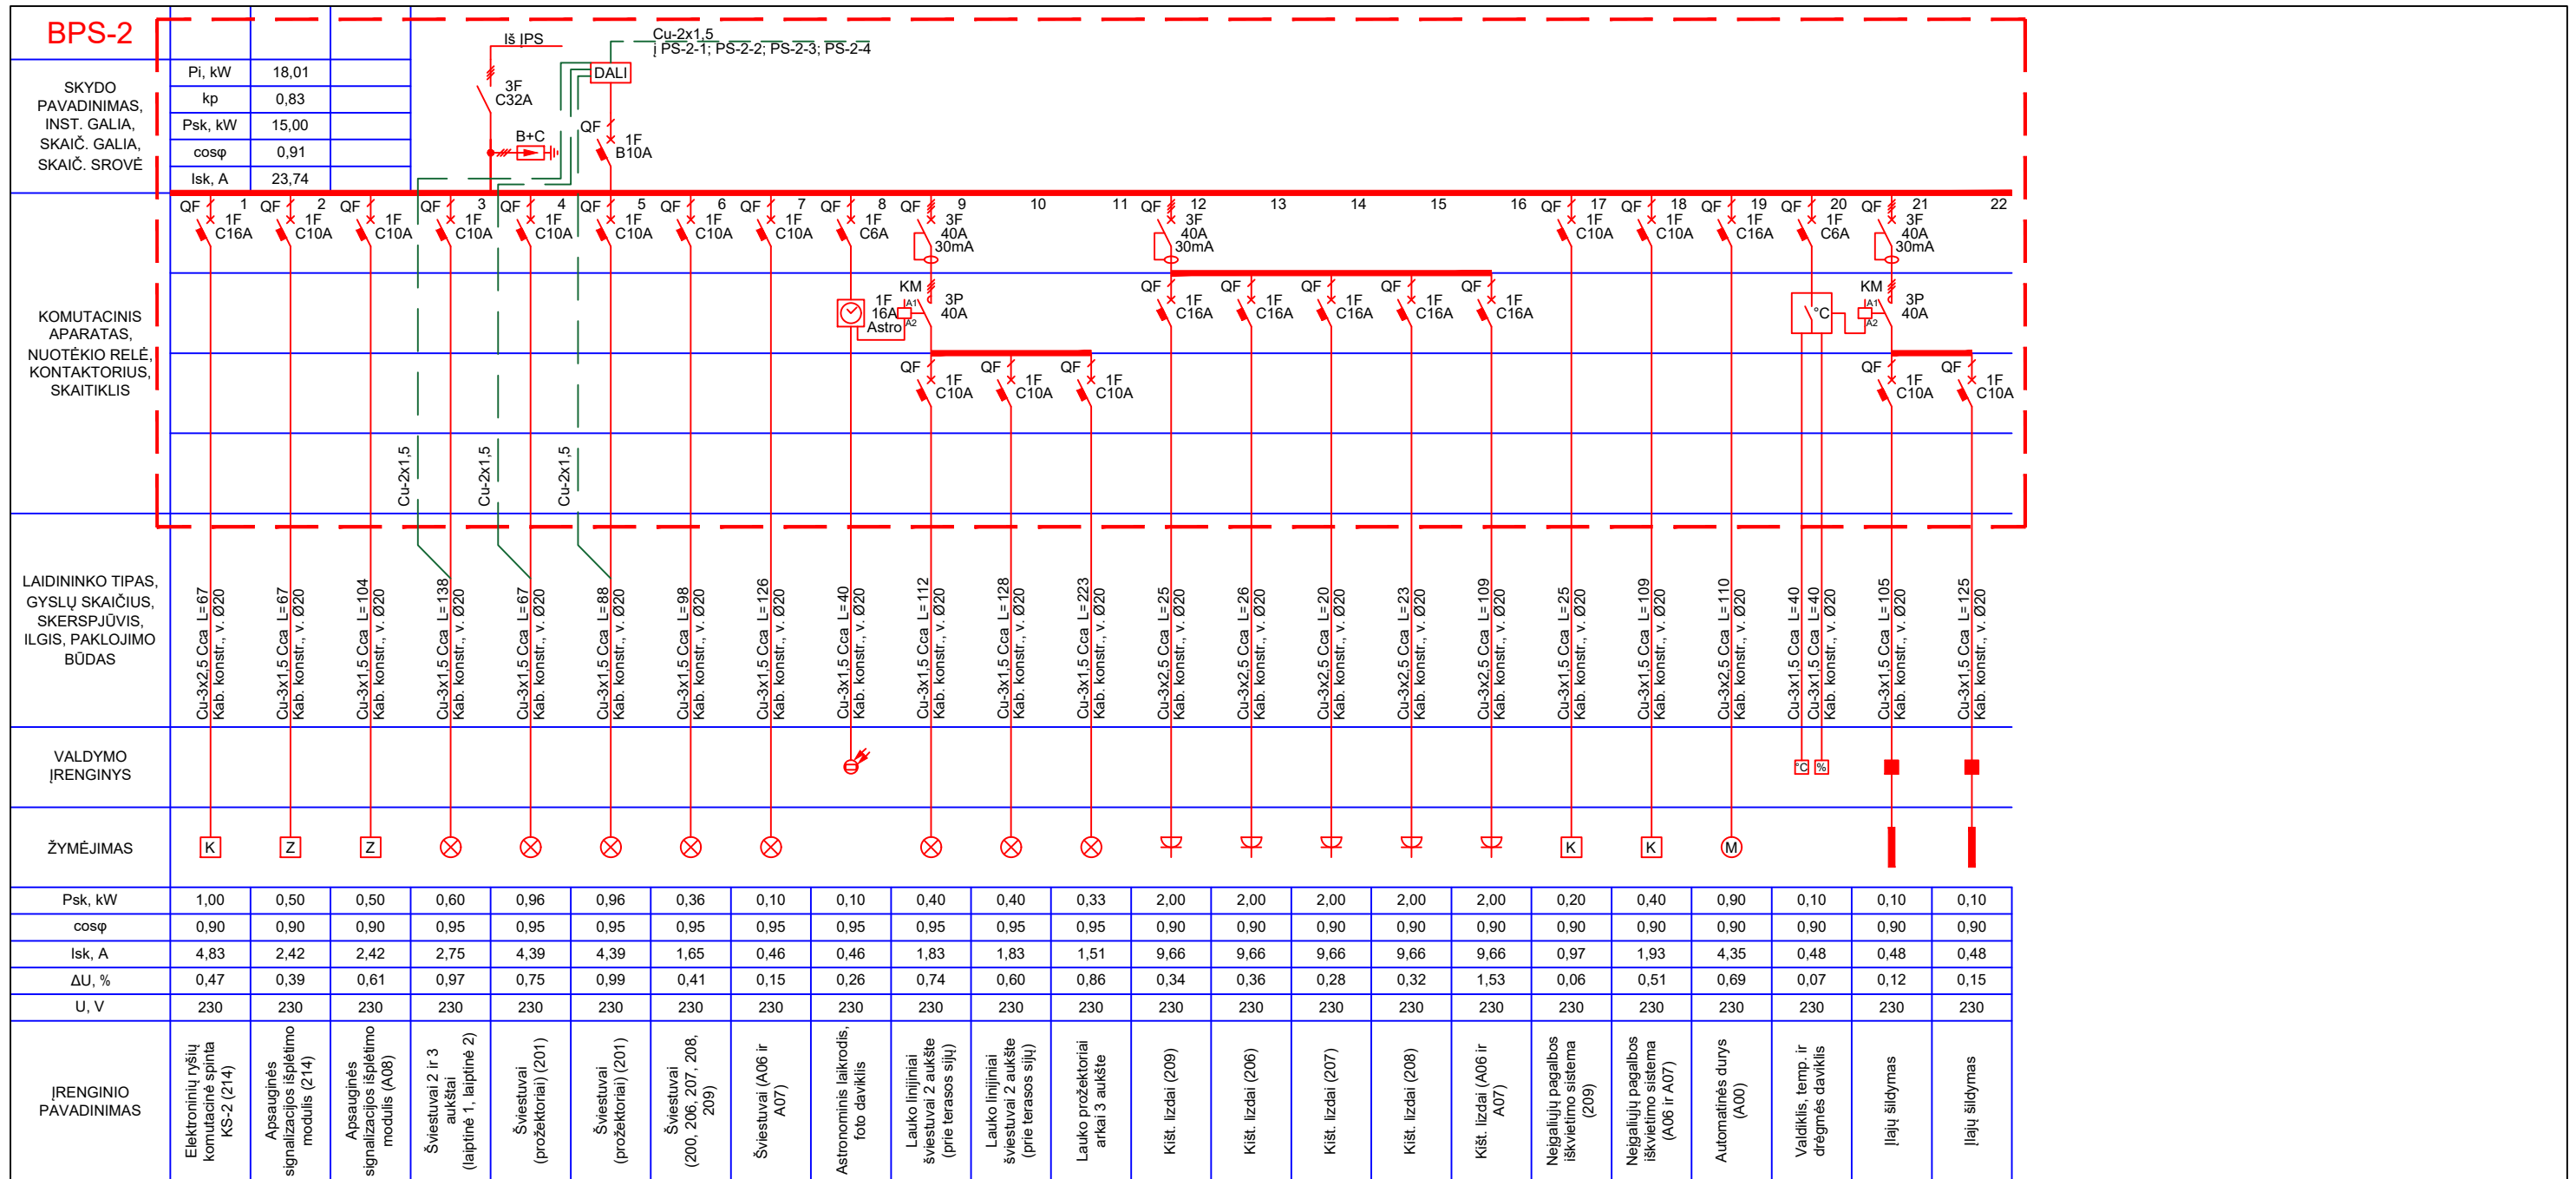 BPS-2
SKYDO
PAVADINIMAS,
INST. GALIA,
SKAIČ. GALIA,
SKAIČ. SROVĖ
Pi, kW 18,01
kp 0,83
Psk, kW 15,00
cosφ 0,91
Isk, A 23,74
Iš ĮPS
3F
C32A
B+C
Cu-2x1,5
į PS-2-1; PS-2-2; PS-2-3; PS-2-4
DALI
QF
1F
B10A
KOMUTACINIS
APARATAS,
NUOTĖKIO RELĖ,
KONTAKTORIUS,
SKAITIKLIS
QF 1 QF 2 QF QF 3 QF 4 QF 5 QF 6 QF 7 QF 8 QF 9 10 11 QF 12 13 14 15 16 QF 17 QF 18 QF 19 QF 20 QF 21 22
1F 1F 1F 1F 1F 1F 1F 1F 1F 3F 3F 1F 1F 1F 1F 3F
C16A C10A C10A C10A C10A C10A C10A C10A C6A 40A 40A C10A C10A C16A C6A 40A
30mA 30mA 30mA
1F
16A
Astro
KM
A1
A2
3P
40A
QF QF QF QF QF
1F 1F 1F 1F 1F
C16A C16A C16A C16A C16A
°C
KM
A1
A2
3P
40A
QF QF QF QF QF
1F 1F 1F 1F 1F
C10A C10A C10A C10A C10A
Cu-2x1,5
Cu-2x1,5
Cu-2x1,5
LAIDININKO TIPAS,
GYSLŲ SKAIČIUS,
SKERSPJŪVIS,
ILGIS, PAKLOJIMO
BŪDAS
Cu-3x2,5 Cca L=67
Kab. konstr., v. Ø20
Cu-3x1,5 Cca L=67
Kab. konstr., v. Ø20
Cu-3x1,5 Cca L=104
Kab. konstr., v. Ø20
Cu-3x1,5 Cca L=138
Kab. konstr., v. Ø20
Cu-3x1,5 Cca L=67
Kab. konstr., v. Ø20
Cu-3x1,5 Cca L=88
Kab. konstr., v. Ø20
Cu-3x1,5 Cca L=98
Kab. konstr., v. Ø20
Cu-3x1,5 Cca L=126
Kab. konstr., v. Ø20
Cu-3x1,5 Cca L=40
Kab. konstr., v. Ø20
Cu-3x1,5 Cca L=112
Kab. konstr., v. Ø20
Cu-3x1,5 Cca L=128
Kab. konstr., v. Ø20
Cu-3x1,5 Cca L=223
Kab. konstr., v. Ø20
Cu-3x2,5 Cca L=25
Kab. konstr., v. Ø20
Cu-3x2,5 Cca L=26
Kab. konstr., v. Ø20
Cu-3x2,5 Cca L=20
Kab. konstr., v. Ø20
Cu-3x2,5 Cca L=23
Kab. konstr., v. Ø20
Cu-3x2,5 Cca L=109
Kab. konstr., v. Ø20
Cu-3x1,5 Cca L=25
Kab. konstr., v. Ø20
Cu-3x1,5 Cca L=109
Kab. konstr., v. Ø20
Cu-3x2,5 Cca L=110
Kab. konstr., v. Ø20
Cu-3x1,5 Cca L=40
Cu-3x1,5 Cca L=40
Kab. konstr., v. Ø20
Cu-3x1,5 Cca L=105
Kab. konstr., v. Ø20
Cu-3x1,5 Cca L=125
Kab. konstr., v. Ø20
VALDYMO
ĮRENGINYS
°C %
ŽYMĖJIMAS
K Z Z K K M
Psk, kW 1,00 0,50 0,50 0,60 0,96 0,96 0,36 0,10 0,10 0,40 0,40 0,33 2,00 2,00 2,00 2,00 2,00 0,20 0,40 0,90 0,10 0,10 0,10
cosφ 0,90 0,90 0,90 0,95 0,95 0,95 0,95 0,95 0,95 0,95 0,95 0,95 0,90 0,90 0,90 0,90 0,90 0,90 0,90 0,90 0,90 0,90 0,90
Isk, A 4,83 2,42 2,42 2,75 4,39 4,39 1,65 0,46 0,46 1,83 1,83 1,51 9,66 9,66 9,66 9,66 9,66 0,97 1,93 4,35 0,48 0,48 0,48
ΔU, % 0,47 0,39 0,61 0,97 0,75 0,99 0,41 0,15 0,26 0,74 0,60 0,86 0,34 0,36 0,28 0,32 1,53 0,06 0,51 0,69 0,07 0,12 0,15
U, V 230 230 230 230 230 230 230 230 230 230 230 230 230 230 230 230 230 230 230 230 230 230 230
ĮRENGINIO
PAVADINIMAS
Elektroninių ryšių
komutacinė spinta
KS-2 (214)
Apsauginės
signalizacijos išplėtimo
modulis (214)
Apsauginės
signalizacijos išplėtimo
modulis (A08)
Šviestuvai 2 ir 3
aukštai
(laiptinė 1, laiptinė 2)
Šviestuvai
(prožektoriai) (201)
Šviestuvai
(prožektoriai) (201)
Šviestuvai
(200, 206, 207, 208,
209)
Šviestuvai (A06 ir
A07)
Astronominis laikrodis,
foto daviklis
Lauko linijiniai
šviestuvai 2 aukšte
(prie terasos sijų)
Lauko linijiniai
šviestuvai 2 aukšte
(prie terasos sijų)
Lauko prožektoriai
arkai 3 aukšte
Kišt. lizdai (209)
Kišt. lizdai (206)
Kišt. lizdai (207)
Kišt. lizdai (208)
Kišt. lizdai (A06 ir
A07)
Neįgaliųjų pagalbos
iškvietimo sistema
(209)
Neįgaliųjų pagalbos
iškvietimo sistema
(A06 ir A07)
Automatinės durys
(A00)
Valdiklis, temp. ir
drėgmės daviklis
Įlajų šildymas
Įlajų šildymas